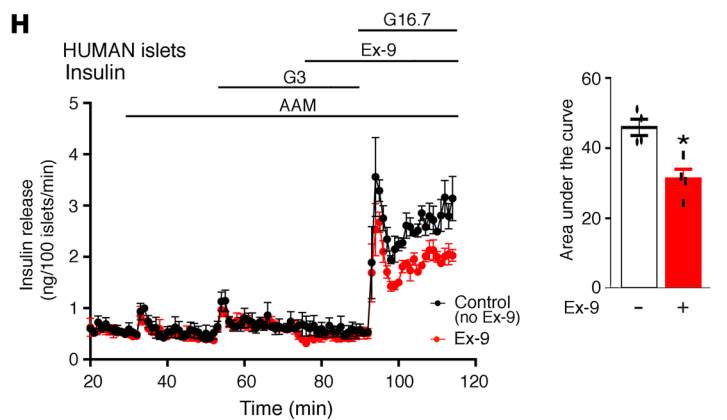 H
G16.7
HUMAN islets
Ex-9
Insulin
G3
AAM
Insulin release
(ng/100 islets/min)
5
4
3
2
1
0
20
40
60
80
100
120
Time (min)
Control
(no Ex-9)
Ex-9
Area under the curve
60
40
20
0
*
Ex-9
–
+